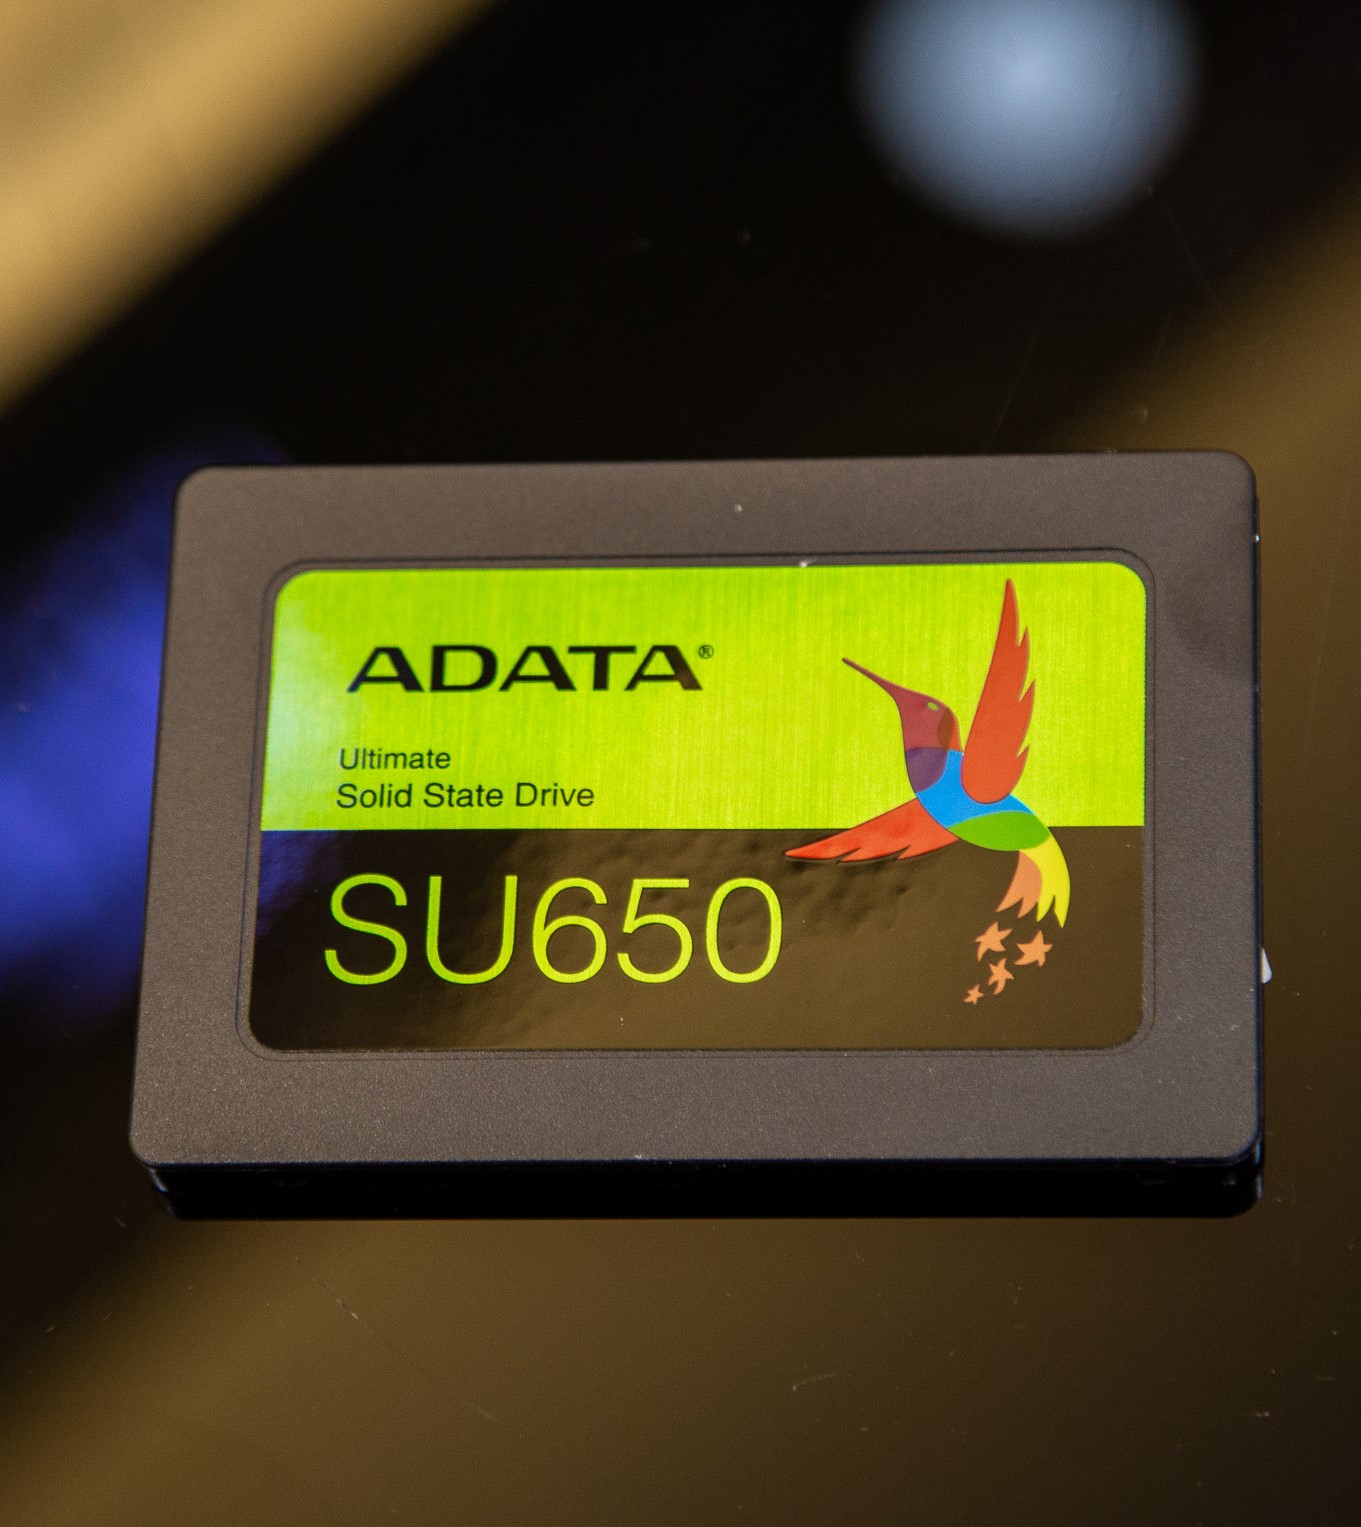 ADATA®
Ultimate
Solid State Drive
SU650